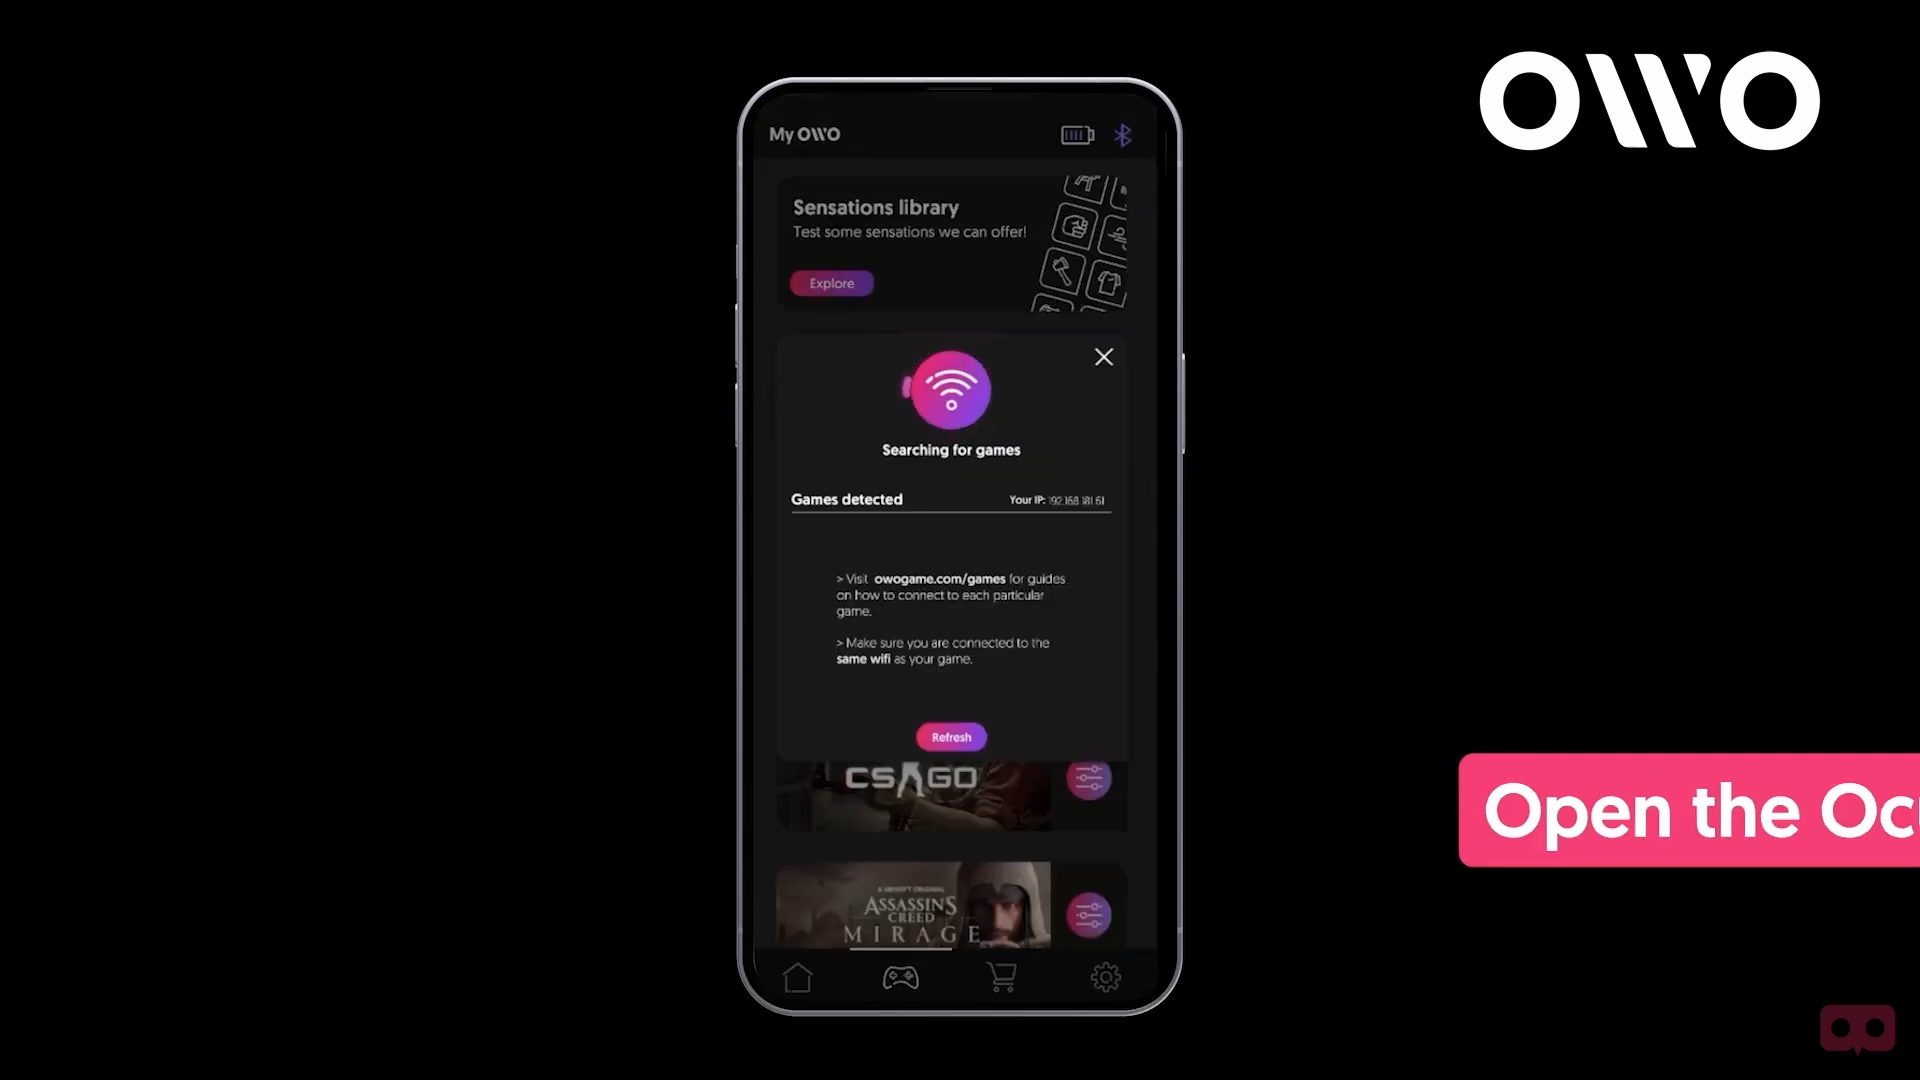 OWO
My OWO
Sensations library
Test some sensations we can offer!
Explore
Searching for games
Games detected
Your IP: 192.168.181.61
> Visit owogame.com/games for guides
on how to connect to each particular
game.
> Make sure you are connected to the
same wifi as your game.
Refresh
CS GO
A UBISOFT ORIGINAL
ASSASSIN'S
CREED
MIRAGE
Open the Ocu